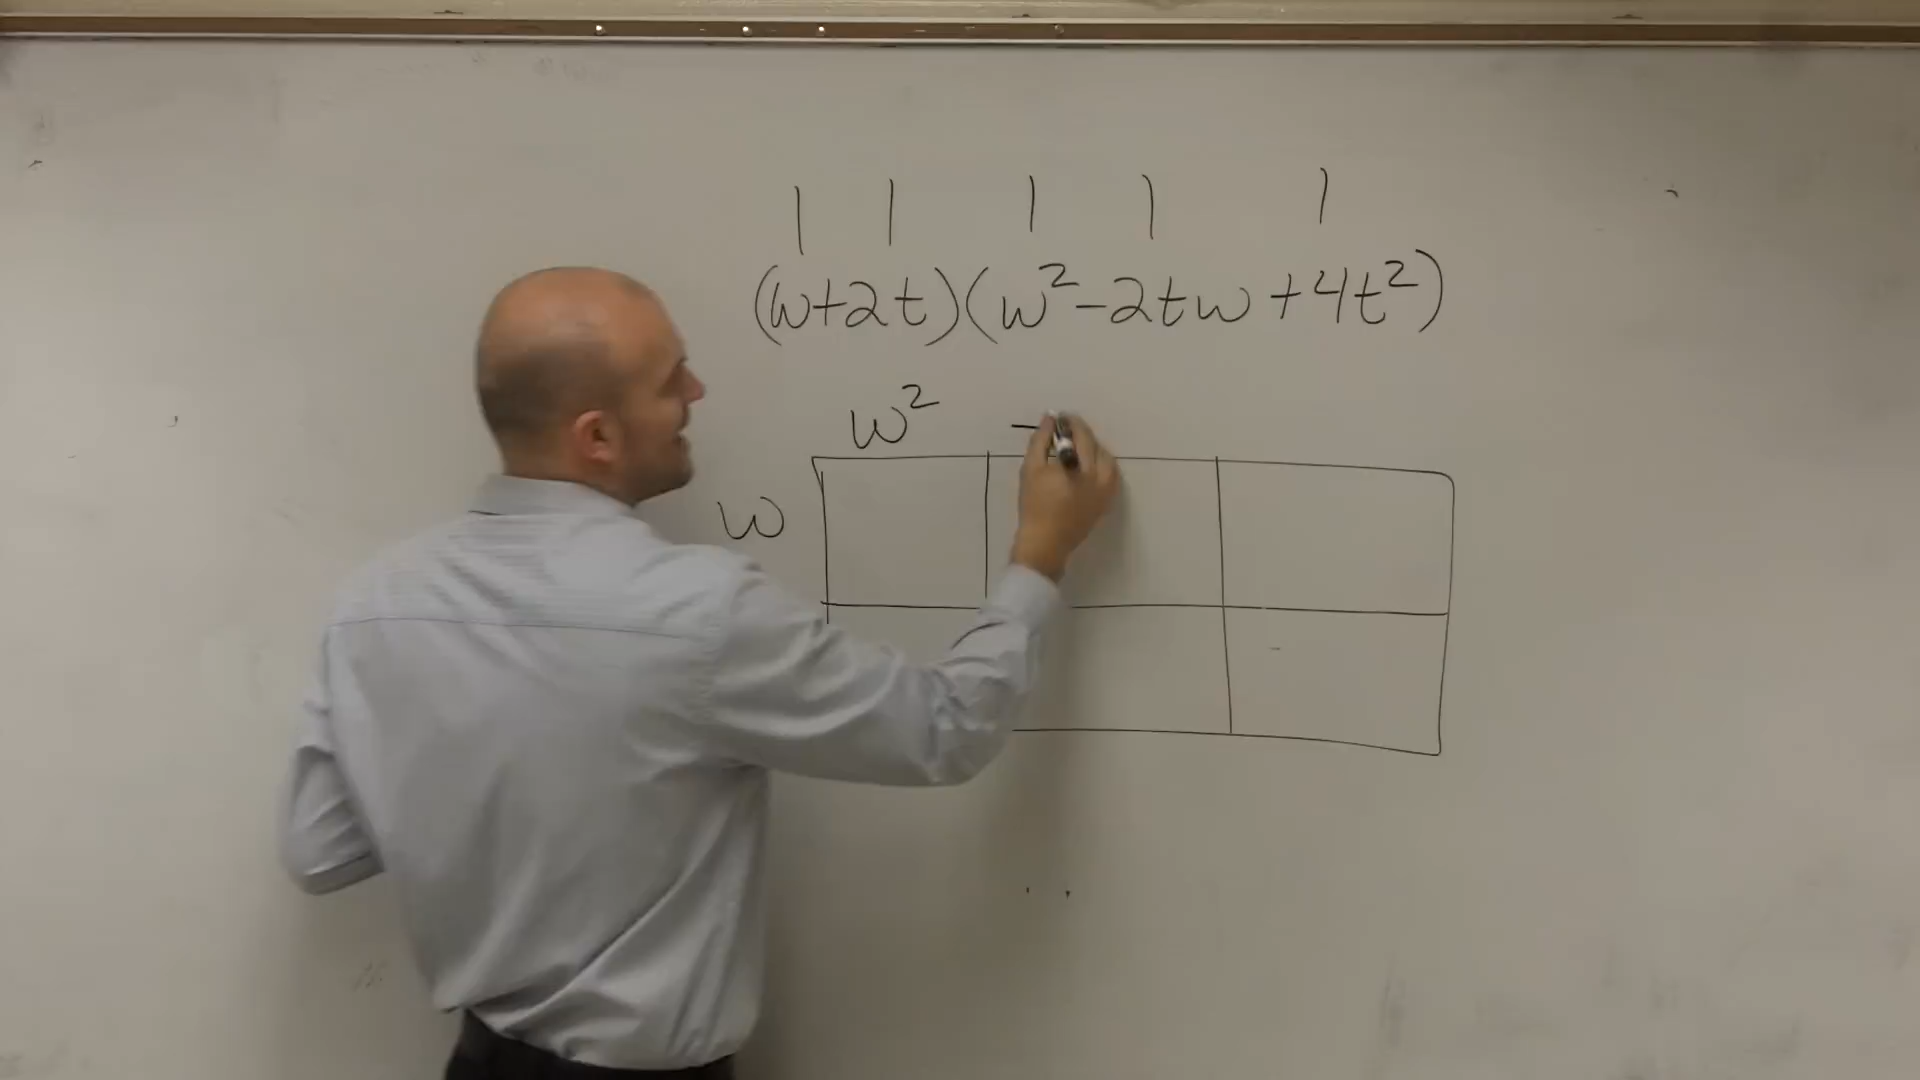 | | | | |
(w+2t)(w²-2tw+4t²)
w² -
w